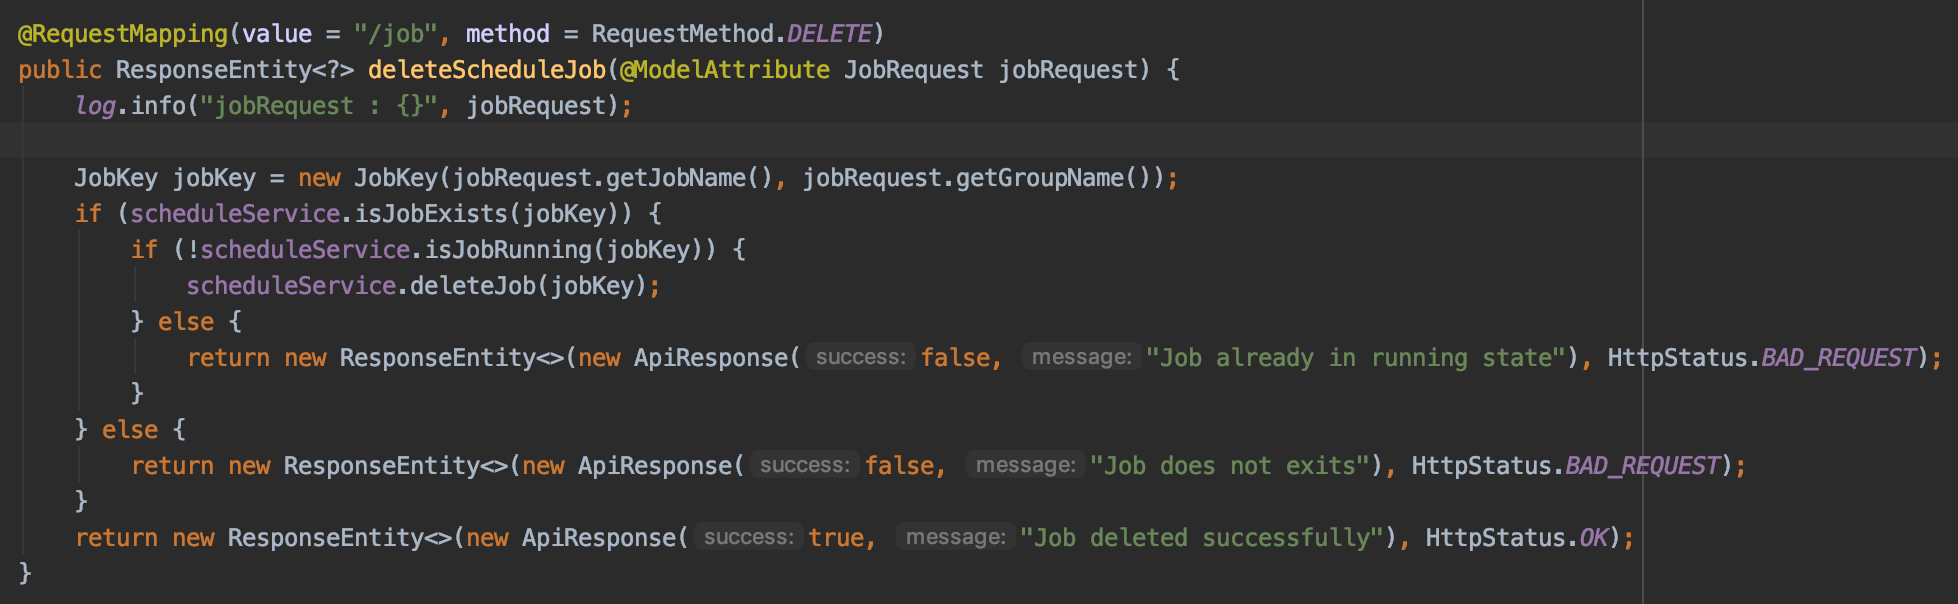 @RequestMapping(value = "/job", method = RequestMethod.DELETE)
public ResponseEntity<?> deleteScheduleJob(@ModelAttribute JobRequest jobRequest) {
log.info("jobRequest : {}", jobRequest);
JobKey jobKey = new JobKey(jobRequest.getJobName(), jobRequest.getGroupName());
if (scheduleService.isJobExists(jobKey)) {
if (!scheduleService.isJobRunning(jobKey)) {
scheduleService.deleteJob(jobKey);
} else {
return new ResponseEntity<>(new ApiResponse( success: false, message: "Job already in running state"), HttpStatus.BAD_REQUEST);
}
} else {
return new ResponseEntity<>(new ApiResponse( success: false, message: "Job does not exits"), HttpStatus.BAD_REQUEST);
}
return new ResponseEntity<>(new ApiResponse( success: true, message: "Job deleted successfully"), HttpStatus.OK);
}